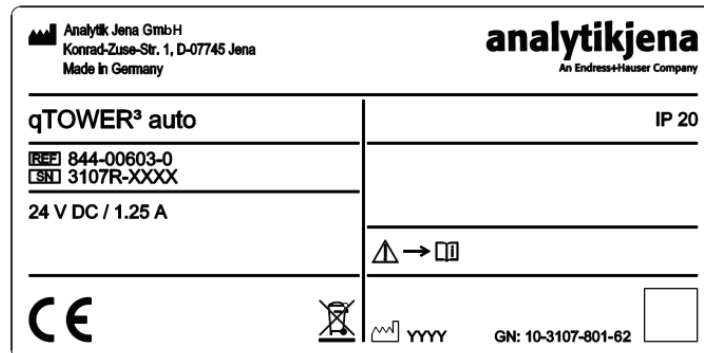 Analytik Jena GmbH
Konrad-Zuse-Str. 1, D-07745 Jena
Made in Germany
analytikjena
An Endress+Hauser Company
qTOWER³ auto
IP 20
REF 844-00603-0
SN 3107R-XXXX
24 V DC / 1.25 A
CE
YYYY
GN: 10-3107-801-62